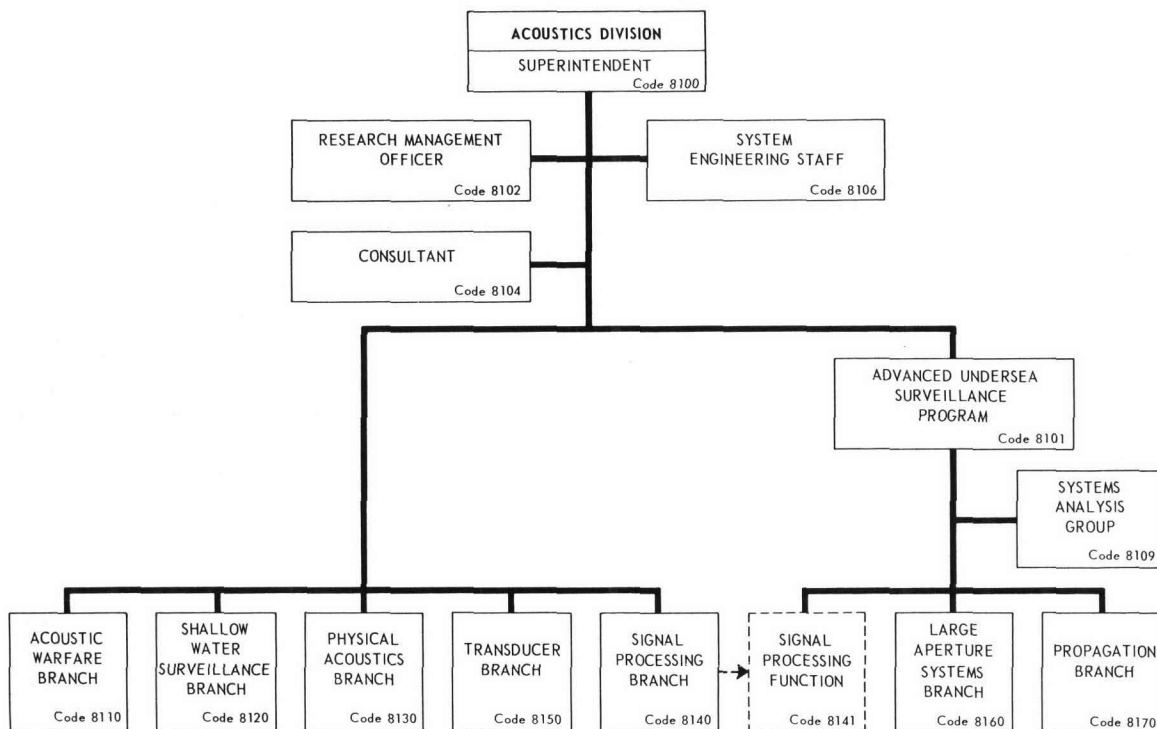 ACOUSTICS DIVISION
SUPERINTENDENT
Code 8100
RESEARCH MANAGEMENT
OFFICER
Code 8102
SYSTEM
ENGINEERING STAFF
Code 8106
CONSULTANT
Code 8104
ADVANCED UNDERSEA
SURVEILLANCE
PROGRAM
Code 8101
SYSTEMS
ANALYSIS
GROUP
Code 8109
ACOUSTIC
WARFARE
BRANCH
Code 8110
SHALLOW
WATER
SURVEILLANCE
BRANCH
Code 8120
PHYSICAL
ACOUSTICS
BRANCH
Code 8130
TRANSDUCER
BRANCH
Code 8150
SIGNAL
PROCESSING
BRANCH
Code 8140
SIGNAL
PROCESSING
FUNCTION
Code 8141
LARGE
APERTURE
SYSTEMS
BRANCH
Code 8160
PROPAGATION
BRANCH
Code 8170